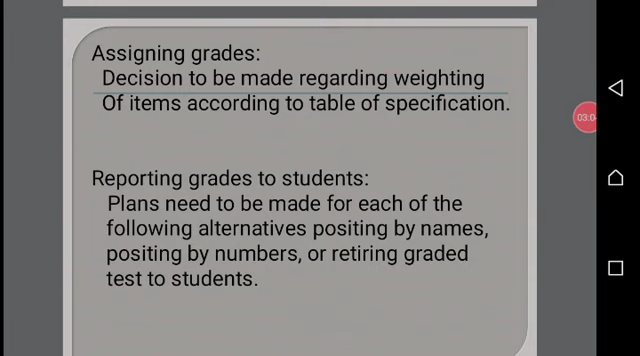 Assigning grades:
Decision to be made regarding weighting
Of items according to table of specification.
Reporting grades to students:
Plans need to be made for each of the
following alternatives positing by names,
positing by numbers, or retiring graded
test to students.